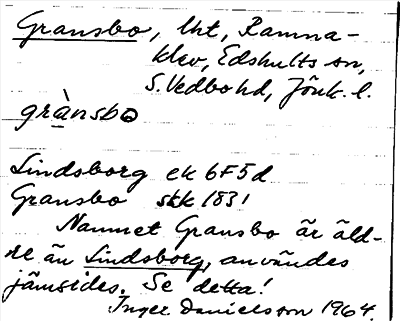 Gransbo, lht, Ramna-
klev, Edshults sn,
S. Vedbo hd, Jönk. l.
grànsbo
Lindsborg ek 6F5d
Gransbo skk 1831
Namnet Gransbo är äld-
re än Lindsborg, användes
jämsides. Se detta!
Inger Danielsson 1964.